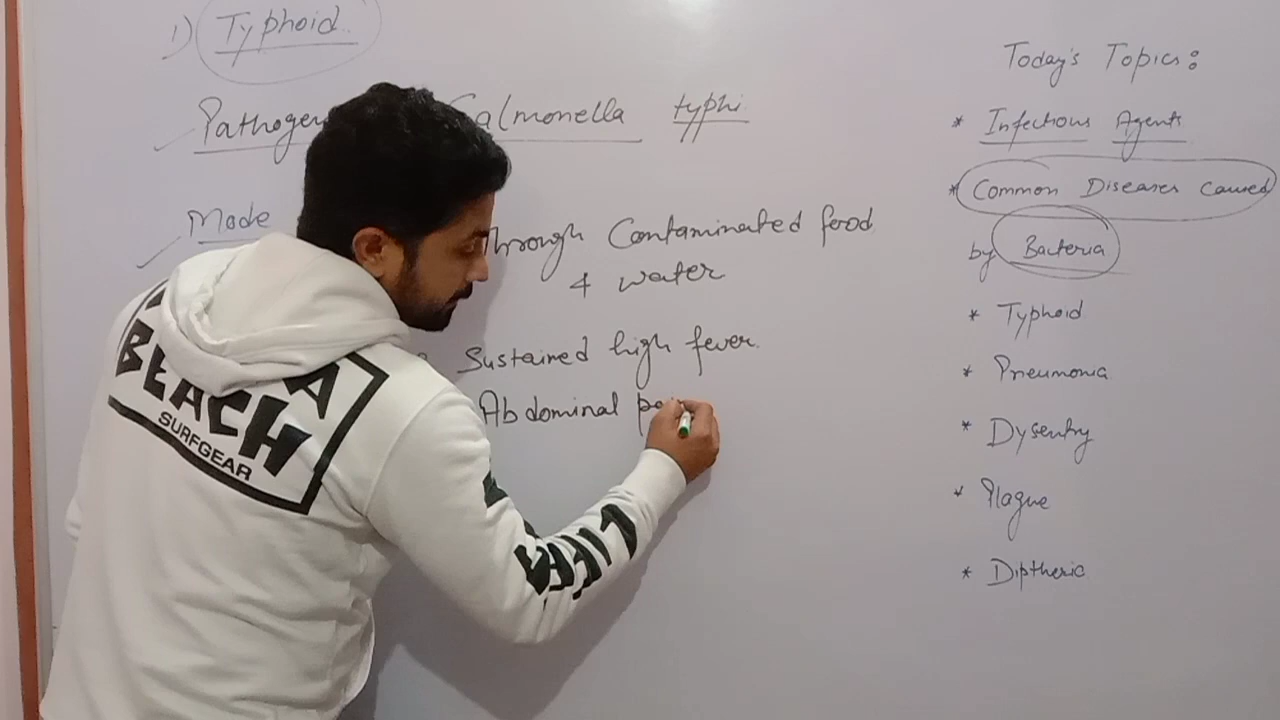 1) Typhoid.
Pathogen Salmonella typhi.
Mode through Contaminated food
& water
Sustained high fever.
Abdominal pa
Today's Topics:
* Infectious Agents
* Common Diseases Caused
by Bacteria
* Typhoid
* Pneumonia
* Dysentry
* Plague
* Diptheric
BEACH
SURFGEAR